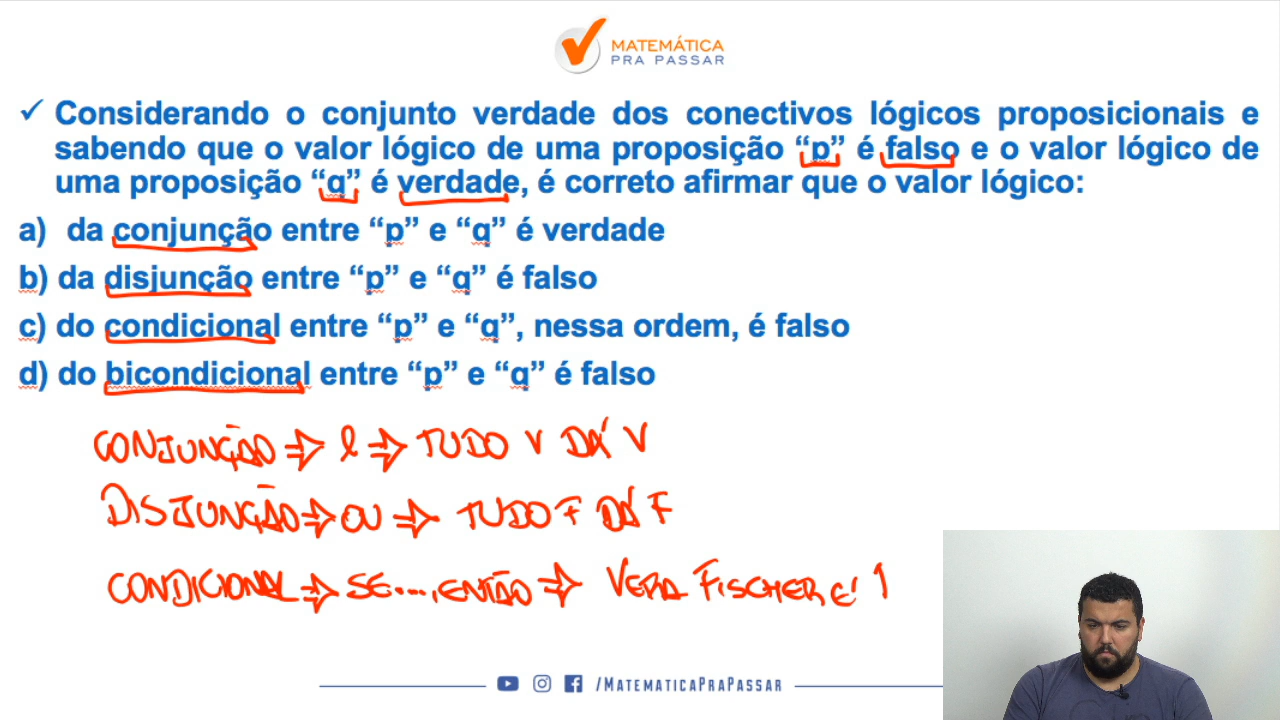 MATEMÁTICA
PRA PASSAR
✓ Considerando o conjunto verdade dos conectivos lógicos proposicionais e
sabendo que o valor lógico de uma proposição “p” é falso e o valor lógico de
uma proposição “q” é verdade, é correto afirmar que o valor lógico:
a) da conjunção entre “p” e “q” é verdade
b) da disjunção entre “p” e “q” é falso
c) do condicional entre “p” e “q”, nessa ordem, é falso
d) do bicondicional entre “p” e “q” é falso
CONJUNÇÃO ⇒ e ⇒ TUDO V DÁ V
DISJUNÇÃO ⇒ OU ⇒ TUDO F DÁ F
CONDICIONAL ⇒ SE..., ENTÃO ⇒ VERA FISCHER É
/MATEMATICAPRAPASSAR